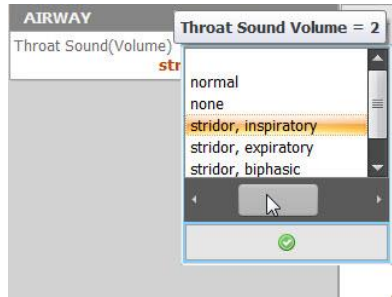 AIRWAY
Throat Sound Volume = 2
Throat Sound(Volume)
str
normal
none
stridor, inspiratory
stridor, expiratory
stridor, biphasic